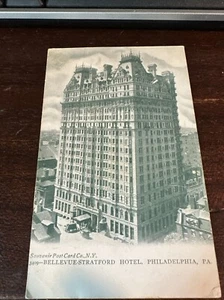 Souvenir Post Card Co., N.Y.
BELLEVUE-STRATFORD HOTEL, PHILADELPHIA, PA.